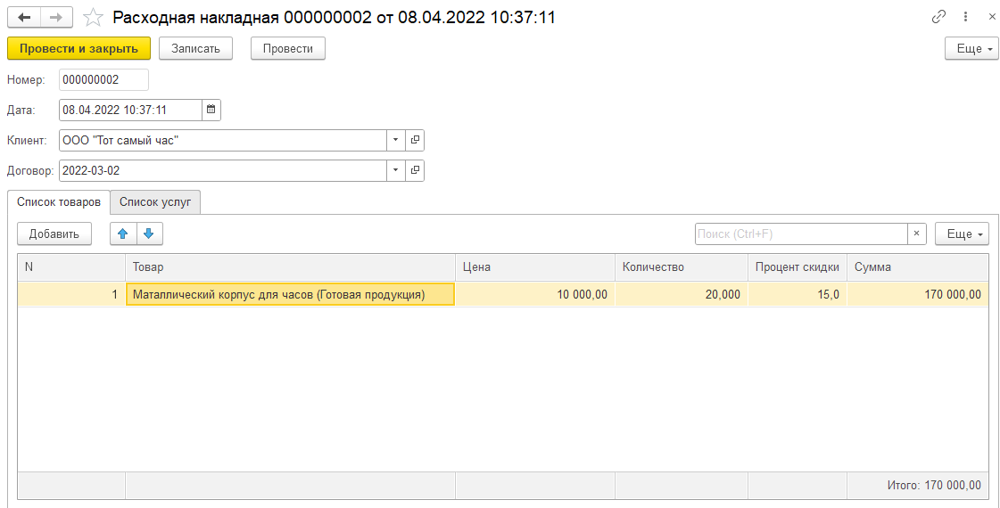 Расходная накладная 000000002 от 08.04.2022 10:37:11
Провести и закрыть Записать Провести Еще
Номер: 000000002
Дата: 08.04.2022 10:37:11
Клиент: ООО "Тот самый час"
Договор: 2022-03-02
Список товаров Список услуг
Добавить Поиск (Ctrl+F) × Еще
N Товар Цена Количество Процент скидки Сумма
1 Маталлический корпус для часов (Готовая продукция) 10 000,00 20,000 15,0 170 000,00
Итого: 170 000,00